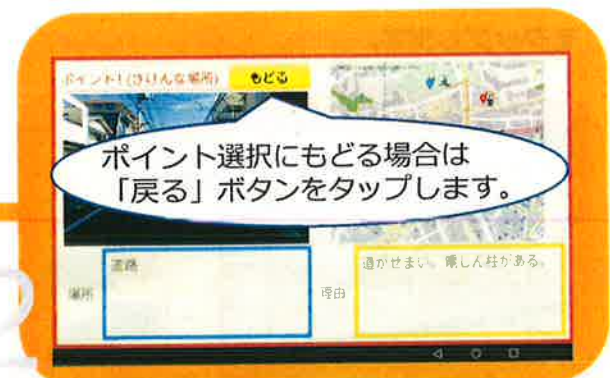 ポイント1(きけんな場所)
もどる
ポイント選択にもどる場合は
「戻る」ボタンをタップします。
場所
道路
理由
道がせまい。電しん柱がある。
2